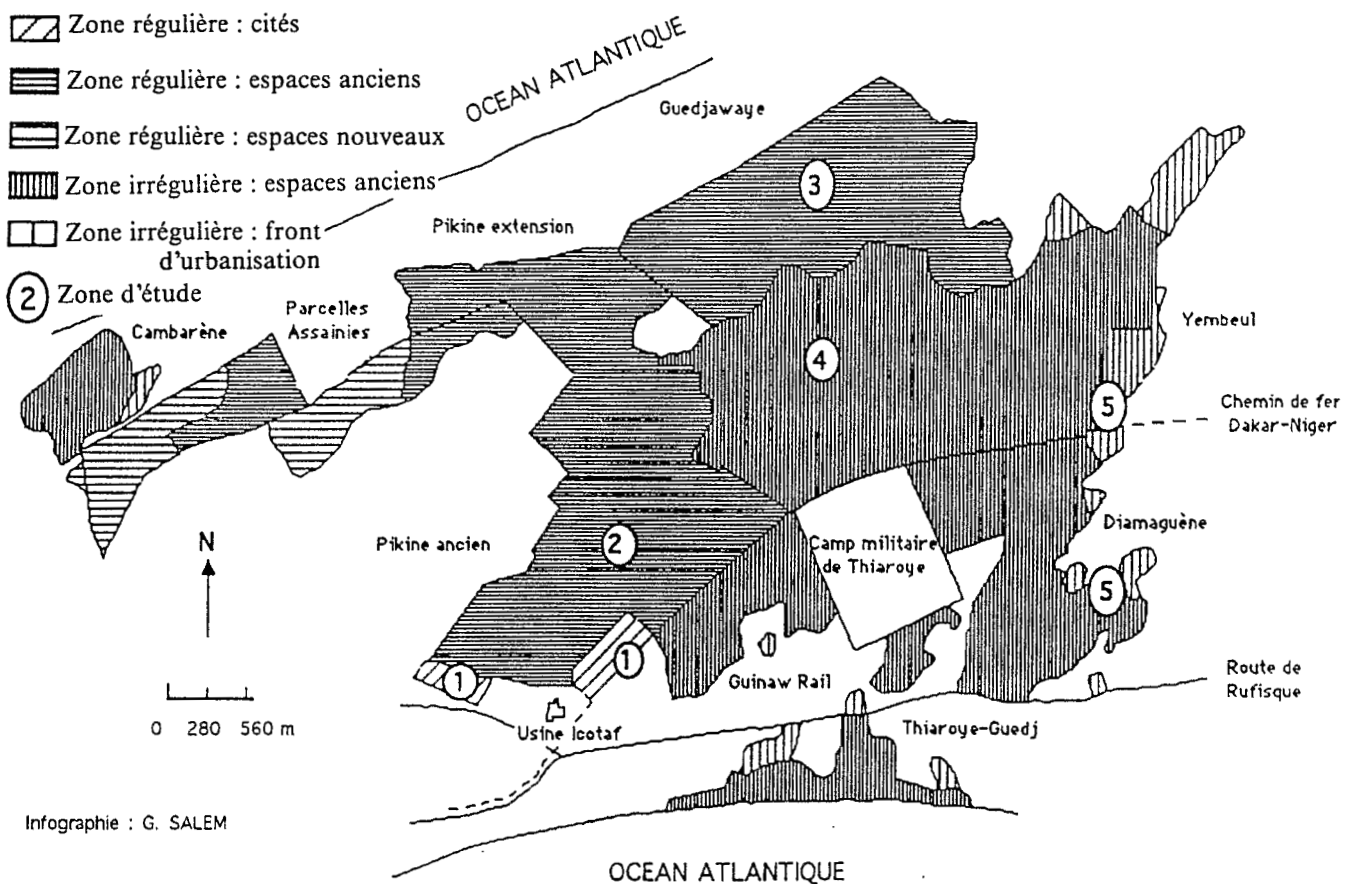 Zone régulière : cités
Zone régulière : espaces anciens
Zone régulière : espaces nouveaux
Zone irrégulière : espaces anciens
Zone irrégulière : front
d'urbanisation
2 Zone d'étude
OCEAN ATLANTIQUE
Guedjawaye
3
Pikine extension
Parcelles
Assainies
Cambarène
4
Yembeul
5
Chemin de fer
Dakar-Niger
Pikine ancien
2
Camp militaire
de Thiaroye
Diamaguène
5
N
1
1
Guinaw Rail
Route de
Rufisque
0 280 560 m
Usine Icotaf
Thiaroye-Guedj
Infographie : G. SALEM
OCEAN ATLANTIQUE